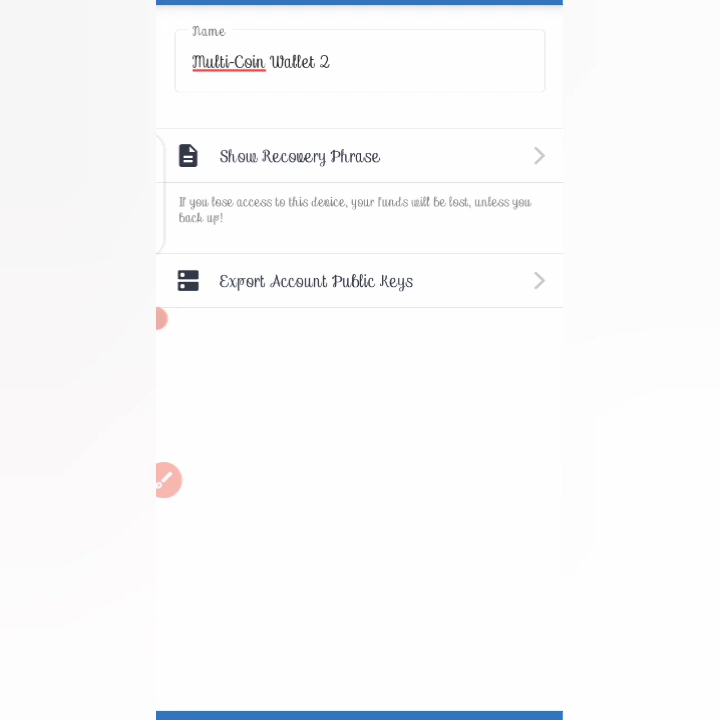 Name
Multi-Coin Wallet 2
Show Recovery Phrase
If you lose access to this device, your funds will be lost, unless you
back up!
Export Account Public Keys